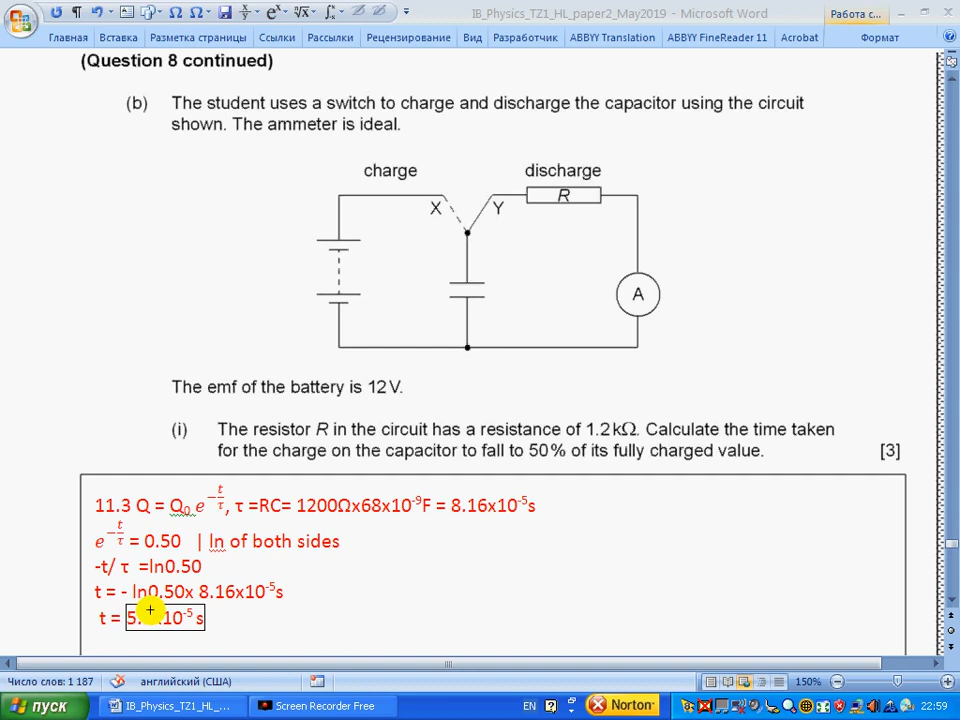 IB_Physics_TZ1_HL_paper2_May2019 - Microsoft Word
Работа с...
Главная Вставка Разметка страницы Ссылки Рассылки Рецензирование Вид Разработчик ABBYY Translation ABBYY FineReader 11 Acrobat Формат
(Question 8 continued)
(b) The student uses a switch to charge and discharge the capacitor using the circuit
shown. The ammeter is ideal.
charge discharge
R
X Y
A
The emf of the battery is 12 V.
(i) The resistor R in the circuit has a resistance of 1.2 kΩ. Calculate the time taken
for the charge on the capacitor to fall to 50 % of its fully charged value. [3]
11.3 Q = Q₀ e^(-t/τ), τ =RC= 1200Ωx68x10⁻⁹F = 8.16x10⁻⁵s
e^(-t/τ) = 0.50 | ln of both sides
-t/ τ =ln0.50
t = - ln0.50x 8.16x10⁻⁵s
t = 10⁻⁵ s
Число слов: 1 187 английский (США) 150%
пуск IB_Physics_TZ1_HL_... Screen Recorder Free EN Norton 22:59